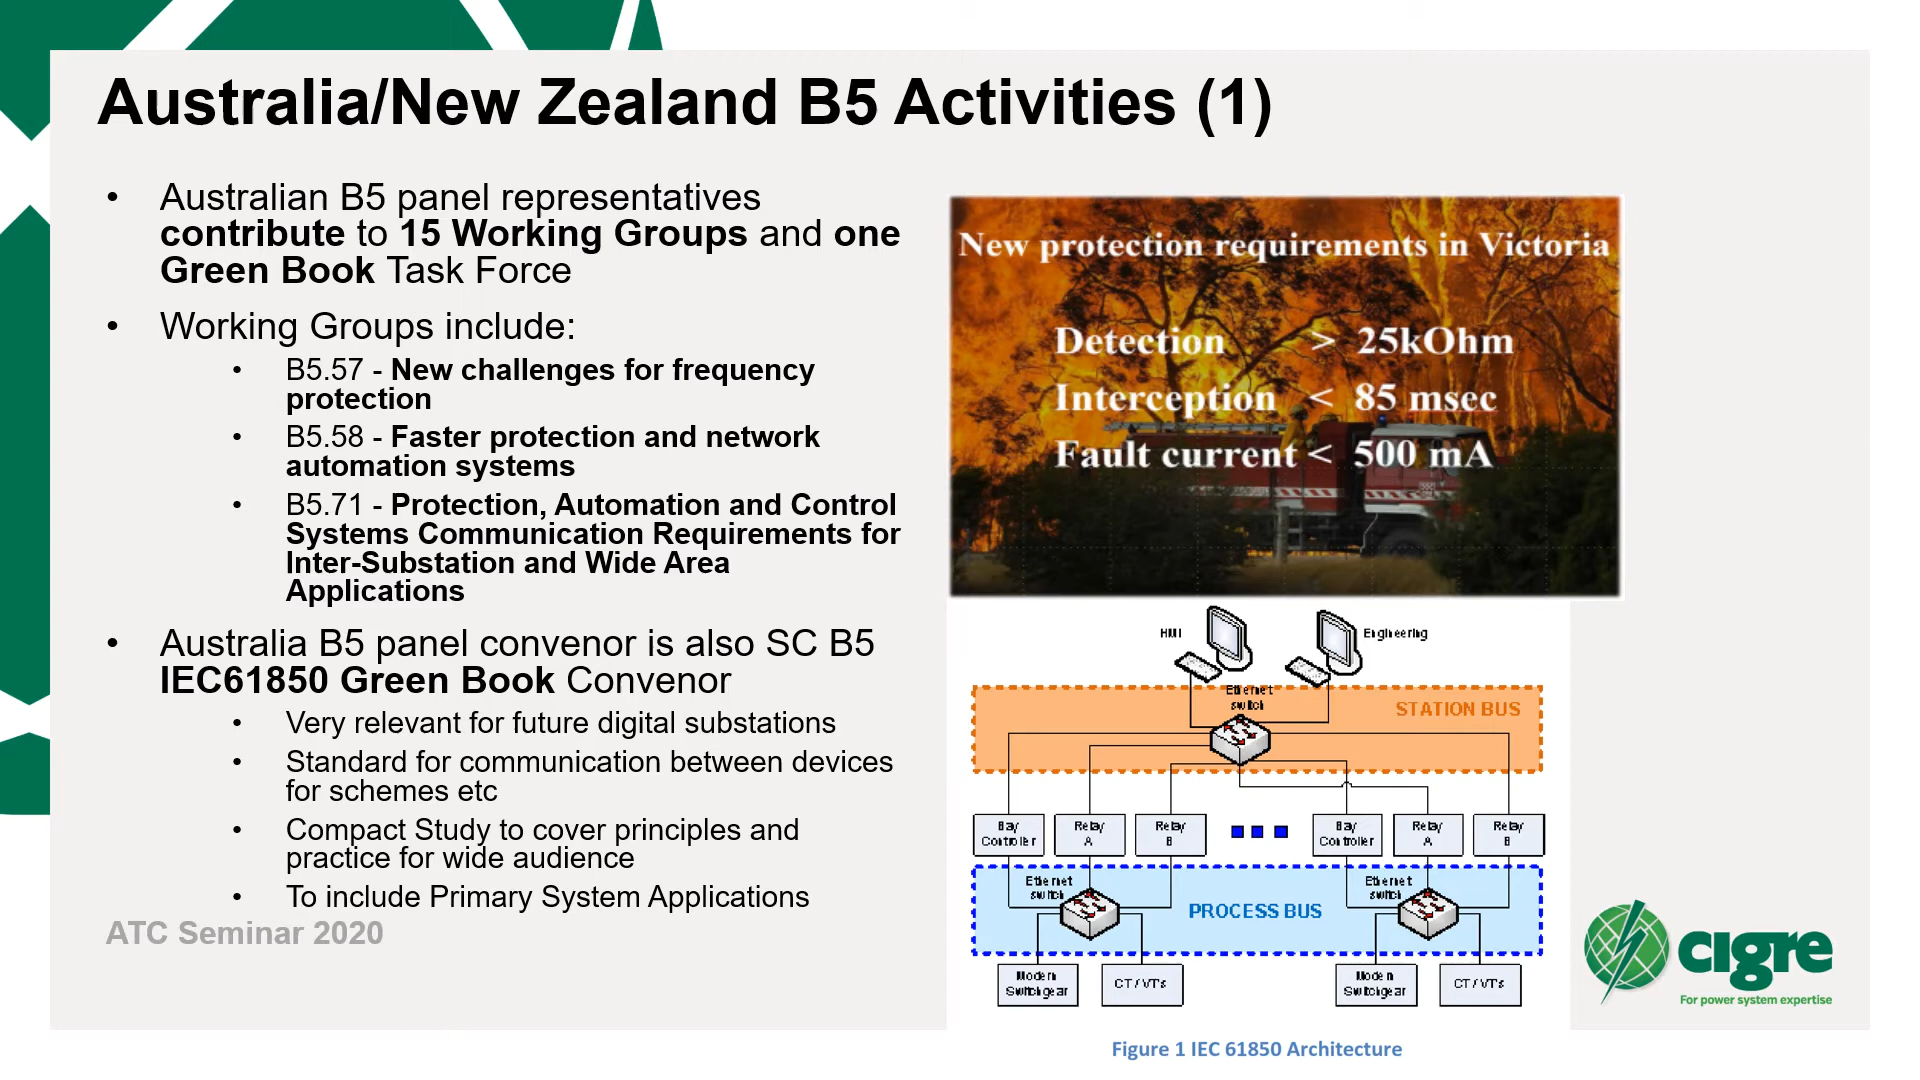 Australia/New Zealand B5 Activities (1)
• Australian B5 panel representatives
contribute to 15 Working Groups and one
Green Book Task Force
• Working Groups include:
• B5.57 - New challenges for frequency
protection
• B5.58 - Faster protection and network
automation systems
• B5.71 - Protection, Automation and Control
Systems Communication Requirements for
Inter-Substation and Wide Area
Applications
• Australia B5 panel convenor is also SC B5
IEC61850 Green Book Convenor
• Very relevant for future digital substations
• Standard for communication between devices
for schemes etc
• Compact Study to cover principles and
practice for wide audience
• To include Primary System Applications
ATC Seminar 2020
New protection requirements in Victoria
Detection > 25kOhm
Interception < 85 msec
Fault current < 500 mA
HMI
Engineering
Ethernet
switch
STATION BUS
Bay
Controller
Relay
A
Relay
B
Bay
Controller
Relay
A
Relay
B
Ethernet
switch
PROCESS BUS
Ethernet
switch
Modern
Switchgear
CT / VT's
Modern
Switchgear
CT / VT's
Figure 1 IEC 61850 Architecture
cigre
For power system expertise